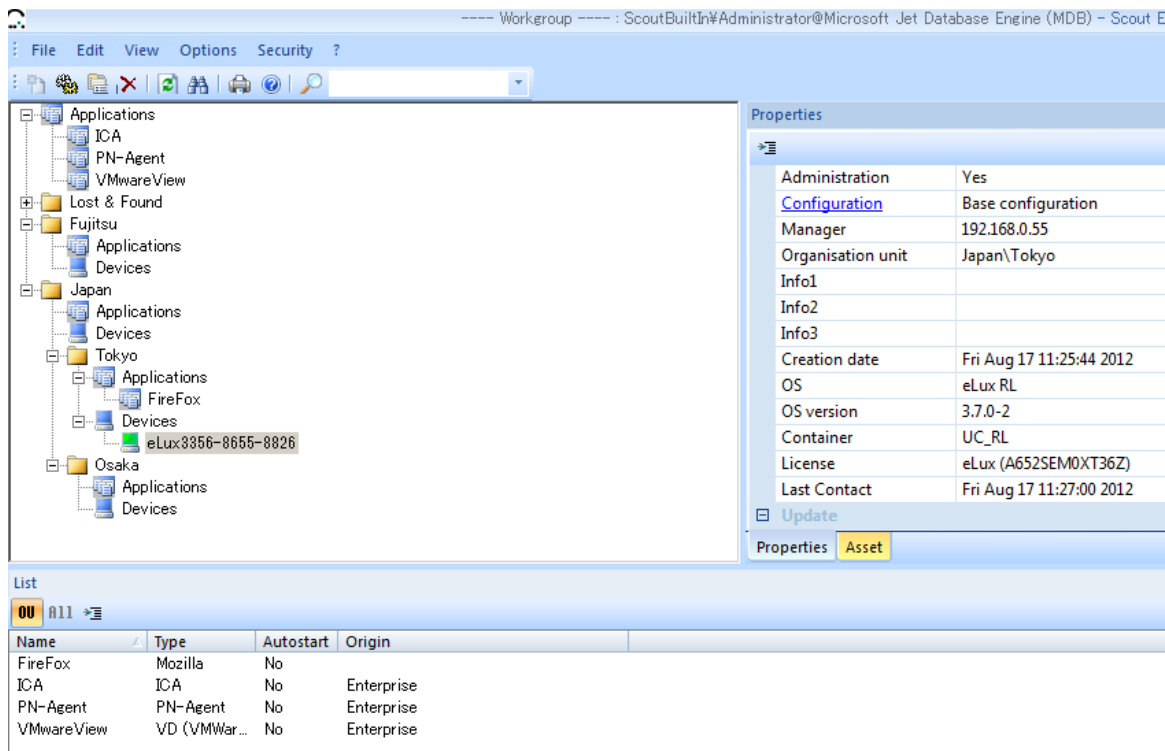 ---- Workgroup ---- : ScoutBuiltIn¥Administrator@Microsoft Jet Database Engine (MDB) - Scout E
File Edit View Options Security ?
Applications
ICA
PN-Agent
VMwareView
Lost & Found
Fujitsu
Applications
Devices
Japan
Applications
Devices
Tokyo
Applications
FireFox
Devices
eLux3356-8655-8826
Osaka
Applications
Devices
Properties
Administration Yes
Configuration Base configuration
Manager 192.168.0.55
Organisation unit Japan\Tokyo
Info1
Info2
Info3
Creation date Fri Aug 17 11:25:44 2012
OS eLux RL
OS version 3.7.0-2
Container UC_RL
License eLux (A652SEM0XT36Z)
Last Contact Fri Aug 17 11:27:00 2012
Update
Properties Asset
List
OU All
Name Type Autostart Origin
FireFox Mozilla No
ICA ICA No Enterprise
PN-Agent PN-Agent No Enterprise
VMwareView VD (VMWar... No Enterprise